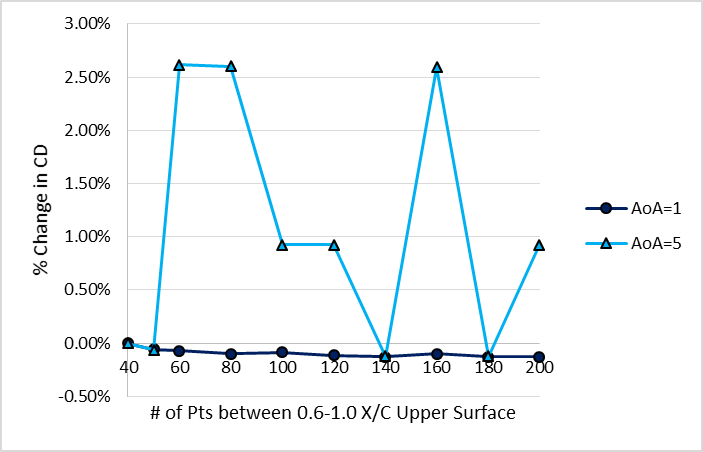 3.00%
2.50%
2.00%
1.50%
1.00%
0.50%
0.00%
-0.50%
% Change in CD
40 60 80 100 120 140 160 180 200
# of Pts between 0.6-1.0 X/C Upper Surface
AoA=1
AoA=5